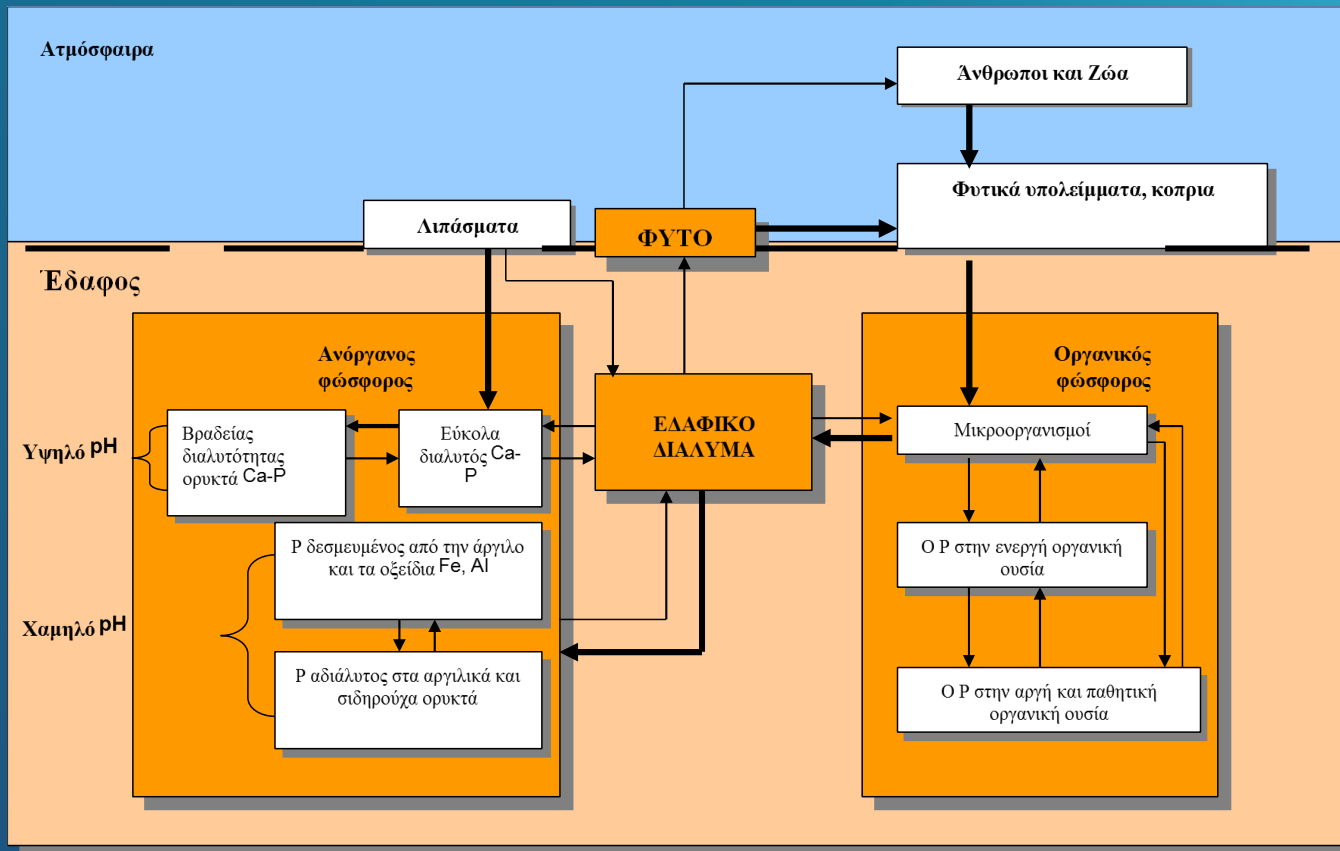 Ατμόσφαιρα
Άνθρωποι και Ζώα
Φυτικά υπολείμματα, κοπρια
Λιπάσματα
ΦΥΤΟ
Έδαφος
Ανόργανος
φώσφορος
Οργανικός
φώσφορος
Υψηλό pH
Βραδείας
διαλυτότητας
ορυκτά Ca-P
Εύκολα
διαλυτός Ca-
P
ΕΔΑΦΙΚΟ
ΔΙΑΛΥΜΑ
Μικροοργανισμοί
Χαμηλό pH
P δεσμευμένος από την άργιλο
και τα οξείδια Fe, Al
Ο P στην ενεργή οργανική
ουσία
P αδιάλυτος στα αργιλικά και
σιδηρούχα ορυκτά
Ο P στην αργή και παθητική
οργανική ουσία